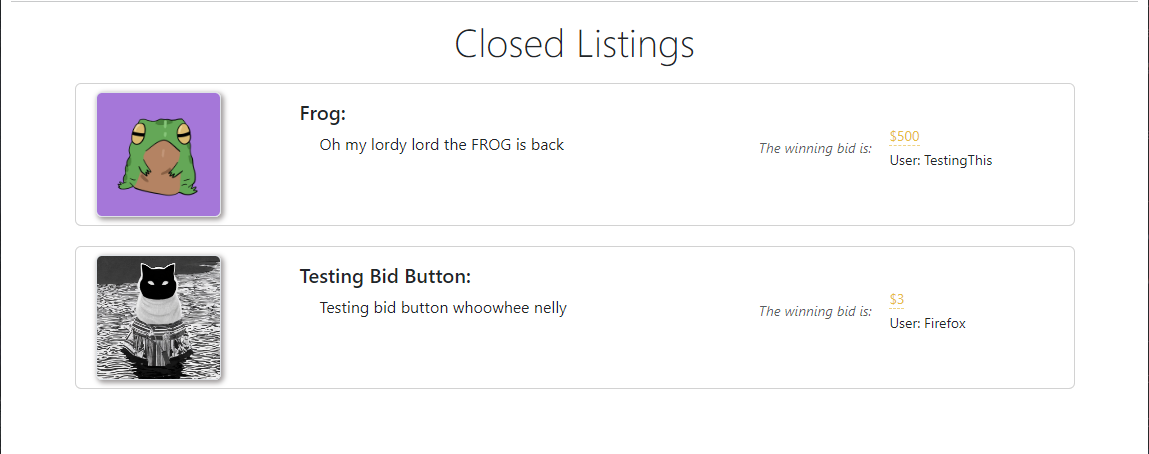 Closed Listings
Frog:
Oh my lordy lord the FROG is back
The winning bid is:
$500
User: TestingThis
Testing Bid Button:
Testing bid button whoowhee nelly
The winning bid is:
$3
User: Firefox